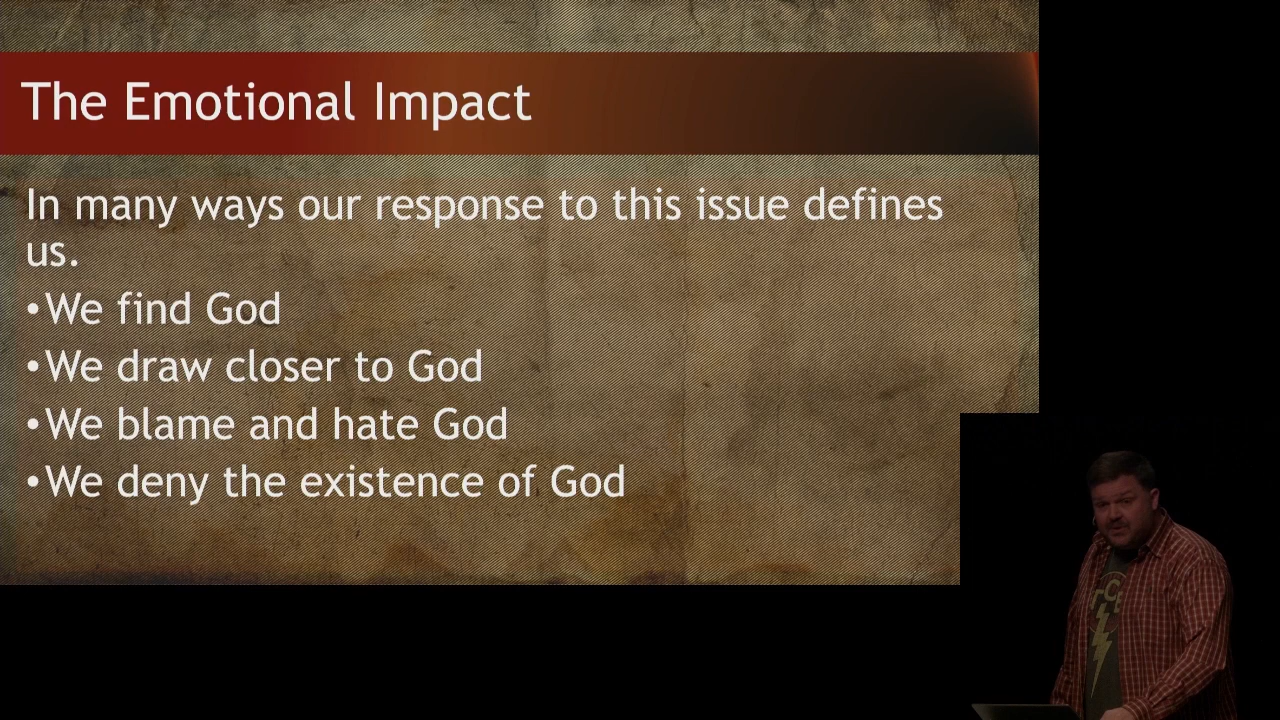 The Emotional Impact
In many ways our response to this issue defines
us.
•We find God
•We draw closer to God
•We blame and hate God
•We deny the existence of God